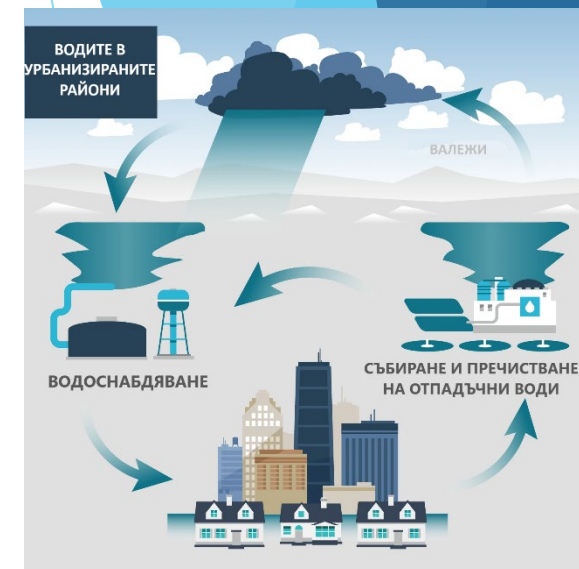 ВОДИТЕ В
УРБАНИЗИРАНИТЕ
РАЙОНИ
ВАЛЕЖИ
ВОДОСНАБДЯВАНЕ
СЪБИРАНЕ И ПРЕЧИСТВАНЕ
НА ОТПАДЪЧНИ ВОДИ